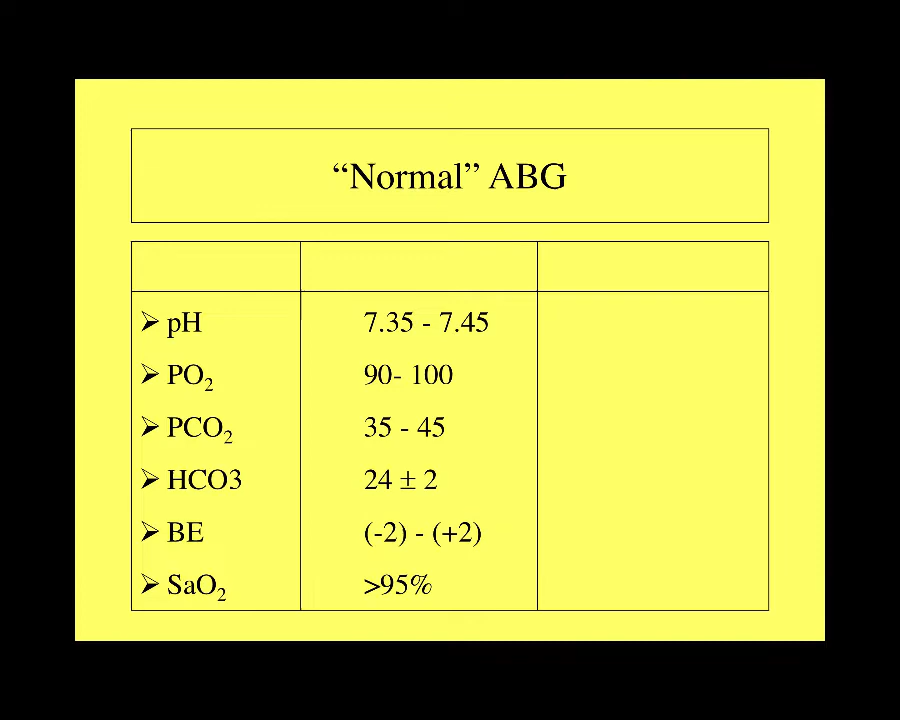 “Normal” ABG
➢ pH 7.35 - 7.45
➢ PO₂ 90- 100
➢ PCO₂ 35 - 45
➢ HCO3 24 ± 2
➢ BE (-2) - (+2)
➢ SaO₂ >95%